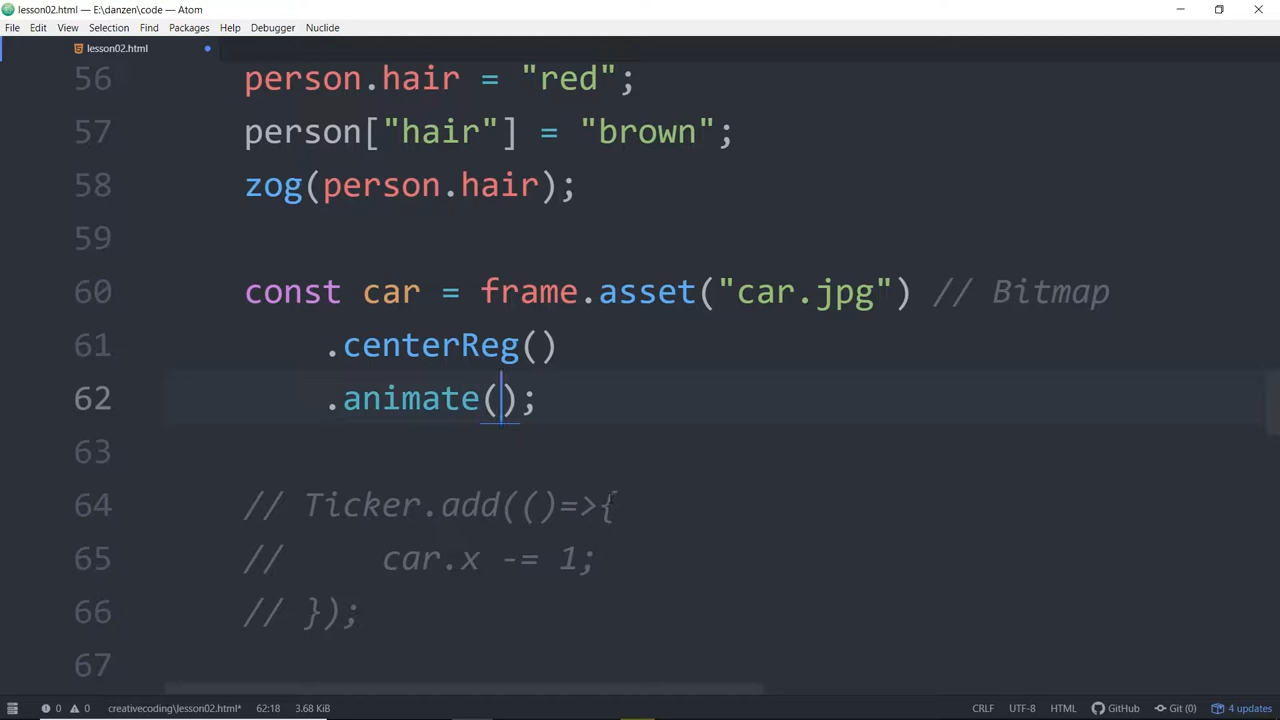 lesson02.html — E:\danzen\code — Atom
File Edit View Selection Find Packages Help Debugger Nuclide
lesson02.html
56 person.hair = "red";
57 person["hair"] = "brown";
58 zog(person.hair);
59
60 const car = frame.asset("car.jpg") // Bitmap
61 .centerReg()
62 .animate();
63
64 // Ticker.add(()=>{
65 // car.x -= 1;
66 // });
67
0 0 creativecoding\lesson02.html* 62:18 3.68 KiB CRLF UTF-8 HTML GitHub Git (0) 4 updates